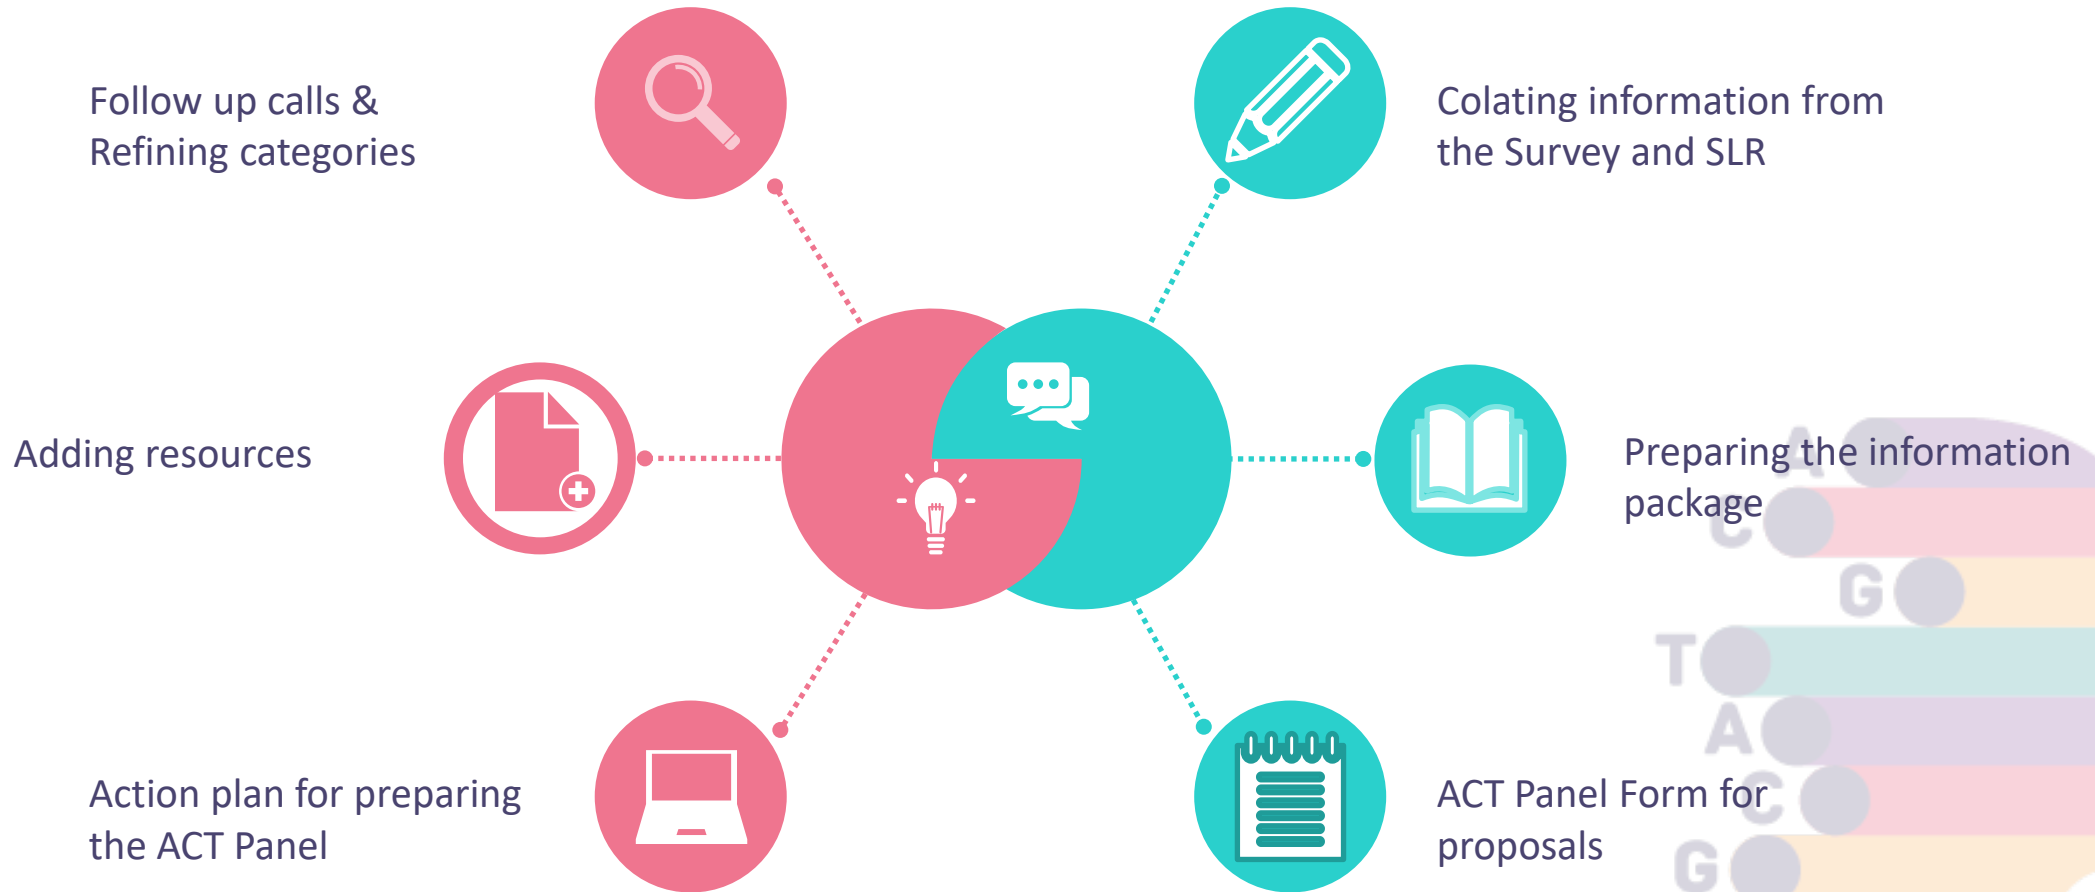 Follow up calls &
Refining categories
Colating information from
the Survey and SLR
Adding resources
Preparing the information
package
Action plan for preparing
the ACT Panel
ACT Panel Form for
proposals
A
C
G
T
A
C
G